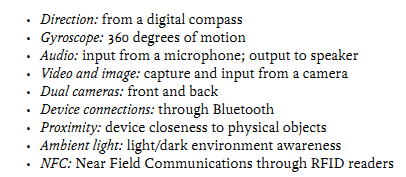 • Direction: from a digital compass
• Gyroscope: 360 degrees of motion
• Audio: input from a microphone; output to speaker
• Video and image: capture and input from a camera
• Dual cameras: front and back
• Device connections: through Bluetooth
• Proximity: device closeness to physical objects
• Ambient light: light/dark environment awareness
• NFC: Near Field Communications through RFID readers